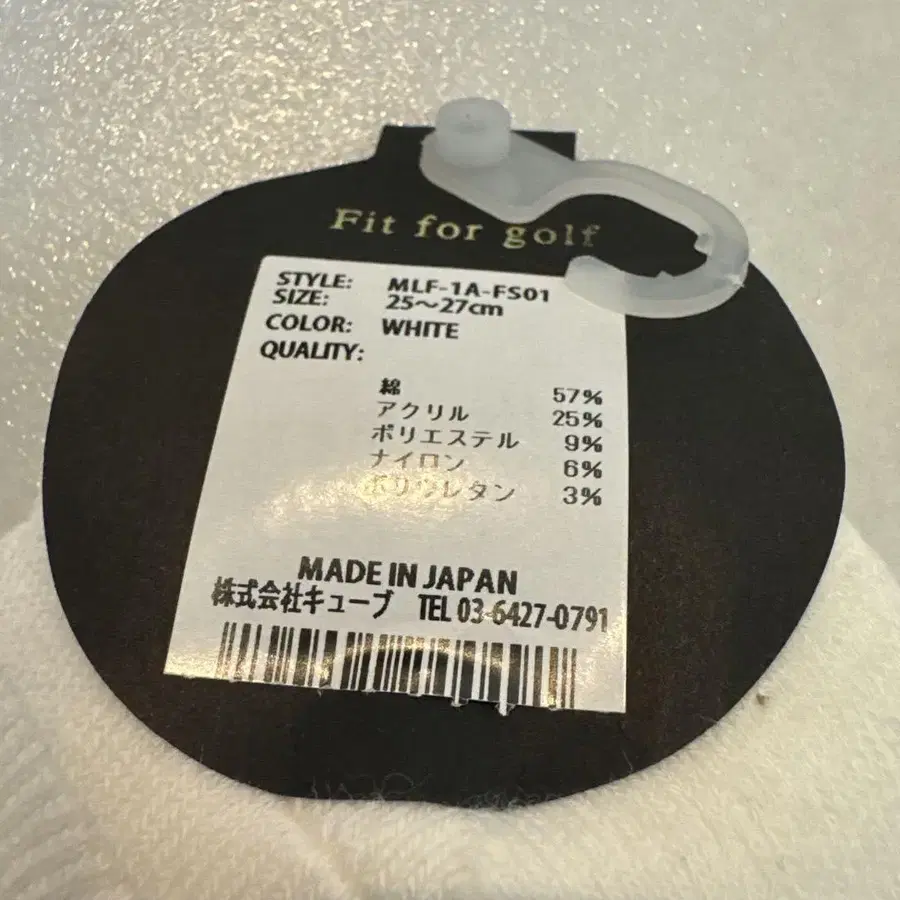 Fit for golf
STYLE: MLF-1A-FS01
SIZE: 25～27cm
COLOR: WHITE
QUALITY:
綿 57%
アクリル 25%
ポリエステル 9%
ナイロン 6%
ポリウレタン 3%
MADE IN JAPAN
株式会社キューブ TEL 03-6427-0791